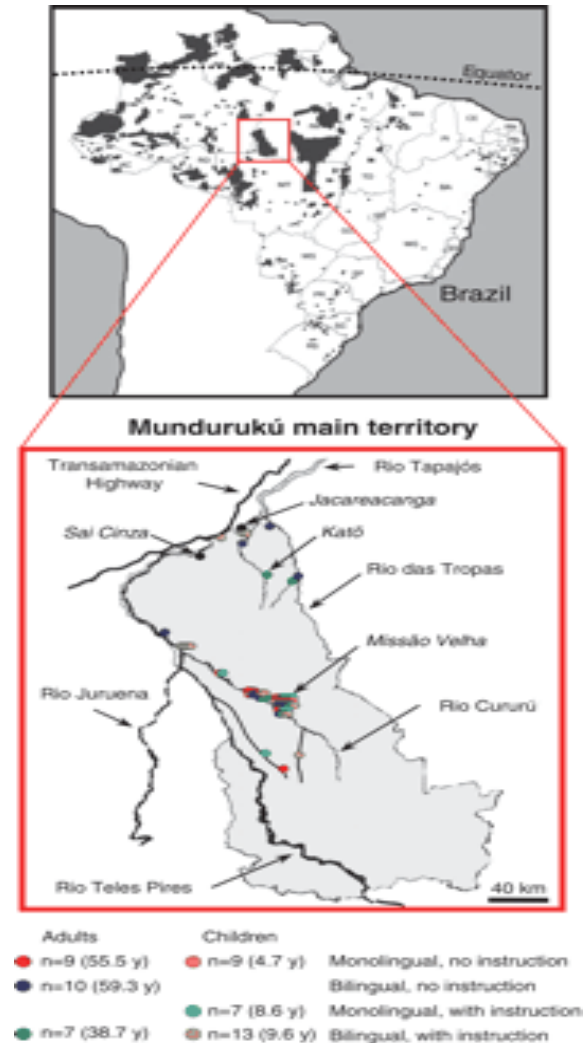 Equator
Brazil
Mundurukú main territory
Transamazonian
Highway
Rio Tapajós
Jacareacanga
Sai Cinza
Katõ
Rio das Tropas
Missão Velha
Rio Juruena
Rio Cururú
Rio Teles Pires
40 km
Adults Children
n=9 (55.5 y) n=9 (4.7 y) Monolingual, no instruction
n=10 (59.3 y) Bilingual, no instruction
n=7 (8.6 y) Monolingual, with instruction
n=7 (38.7 y) n=13 (9.6 y) Bilingual, with instruction